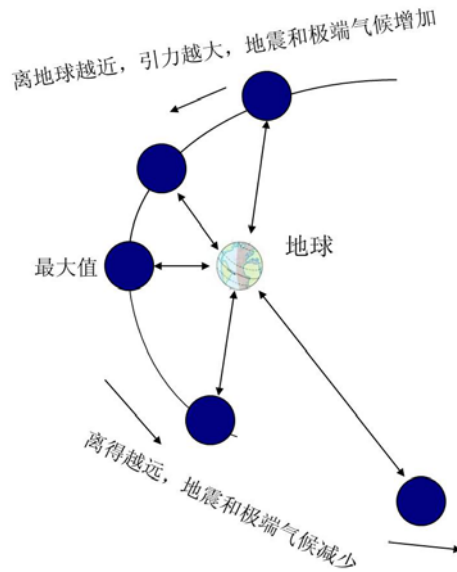 离地球越近，引力越大，地震和极端气候增加
地球
最大值
离得越远，地震和极端气候减少